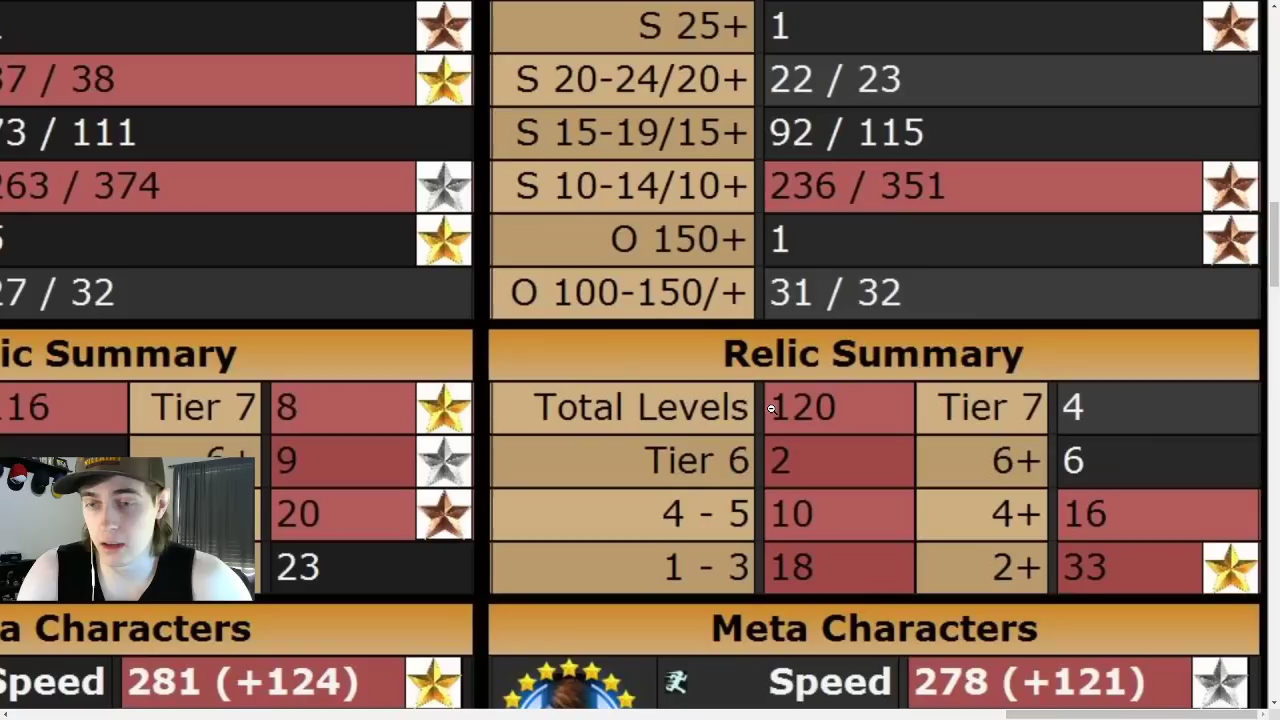 S 25+ 1
37 / 38 S 20-24/20+ 22 / 23
73 / 111 S 15-19/15+ 92 / 115
263 / 374 S 10-14/10+ 236 / 351
O 150+ 1
27 / 32 O 100-150/+ 31 / 32
ic Summary Relic Summary
116 Tier 7 8 Total Levels 120 Tier 7 4
6+ 9 Tier 6 2 6+ 6
20 4 - 5 10 4+ 16
23 1 - 3 18 2+ 33
a Characters Meta Characters
Speed 281 (+124) Speed 278 (+121)